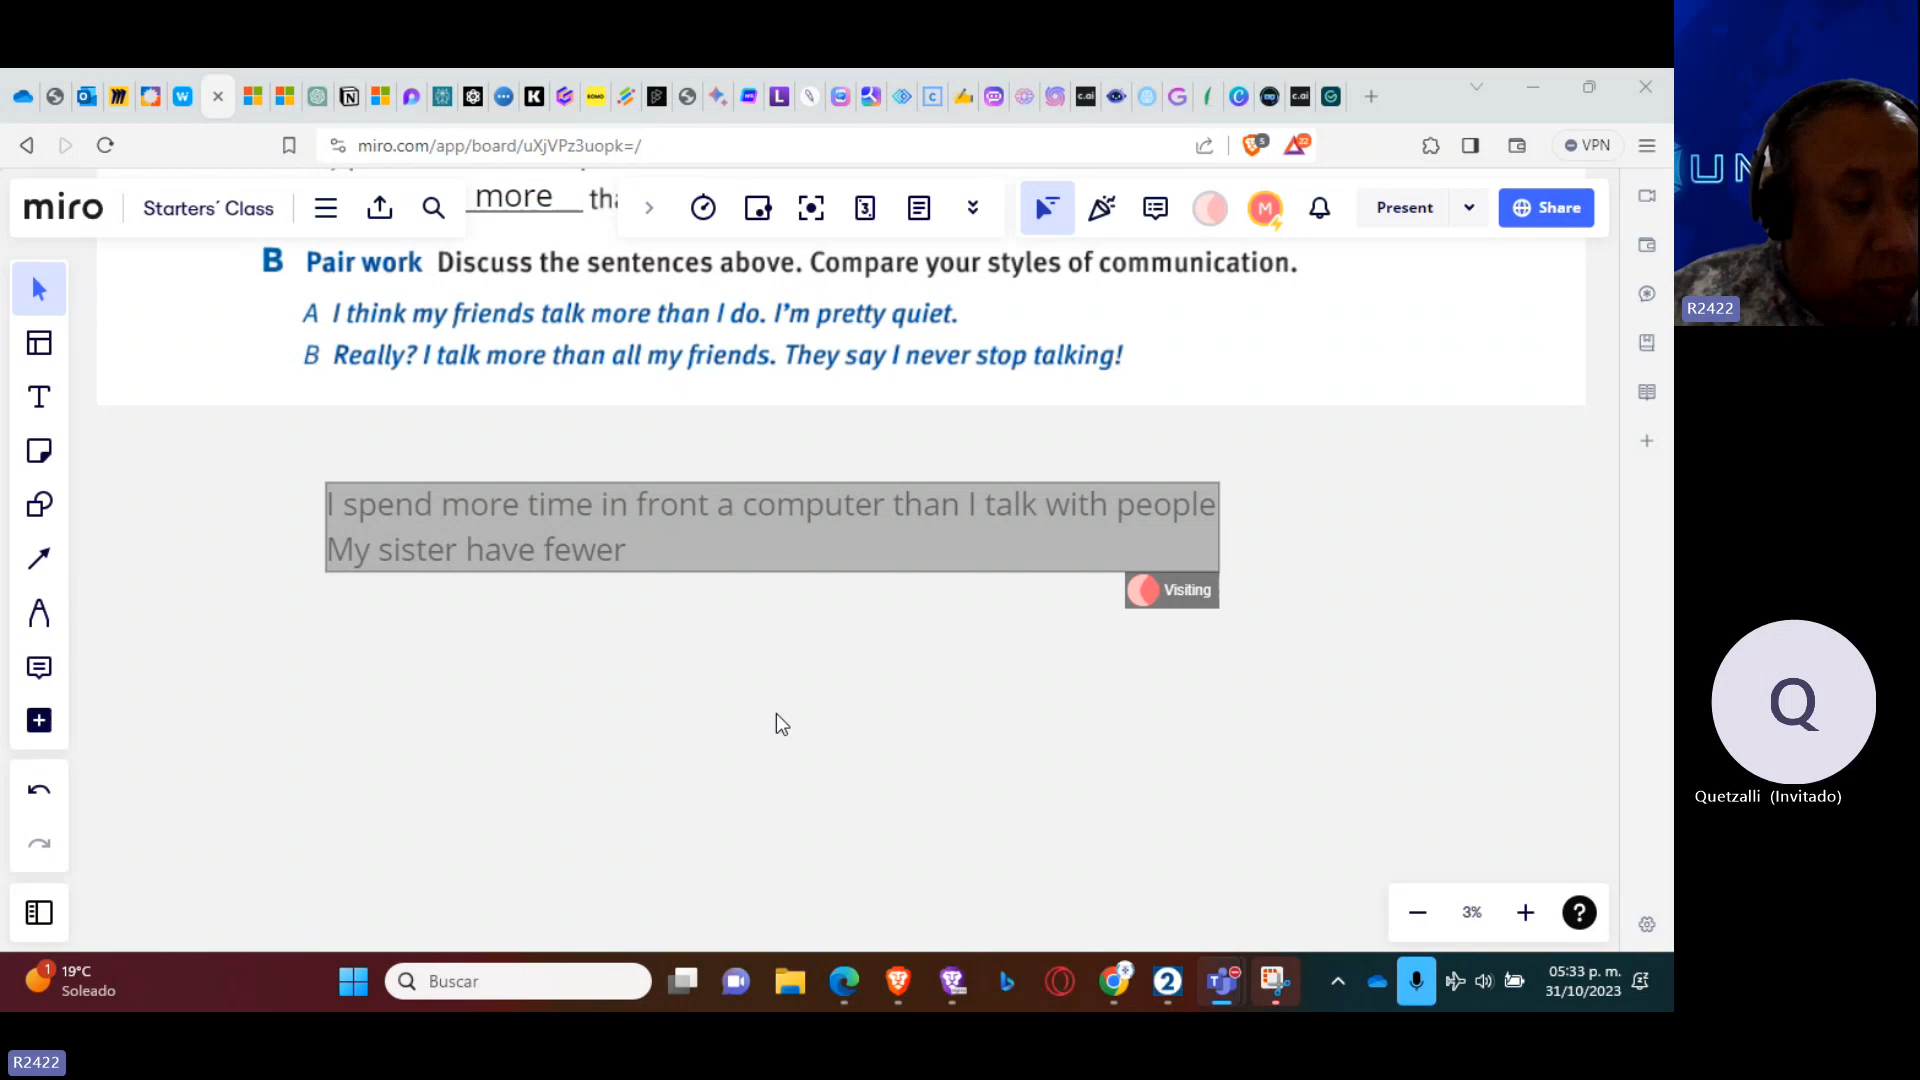 miro.com/app/board/uXjVPz3uopk=/
VPN
miro
Starters´ Class
more tha
Present
Share
B Pair work Discuss the sentences above. Compare your styles of communication.
A I think my friends talk more than I do. I'm pretty quiet.
B Really? I talk more than all my friends. They say I never stop talking!
I spend more time in front a computer than I talk with people
My sister have fewer
Visiting
3%
19°C
Soleado
Buscar
05:33 p. m.
31/10/2023
UN
R2422
Q
Quetzalli (Invitado)
R2422